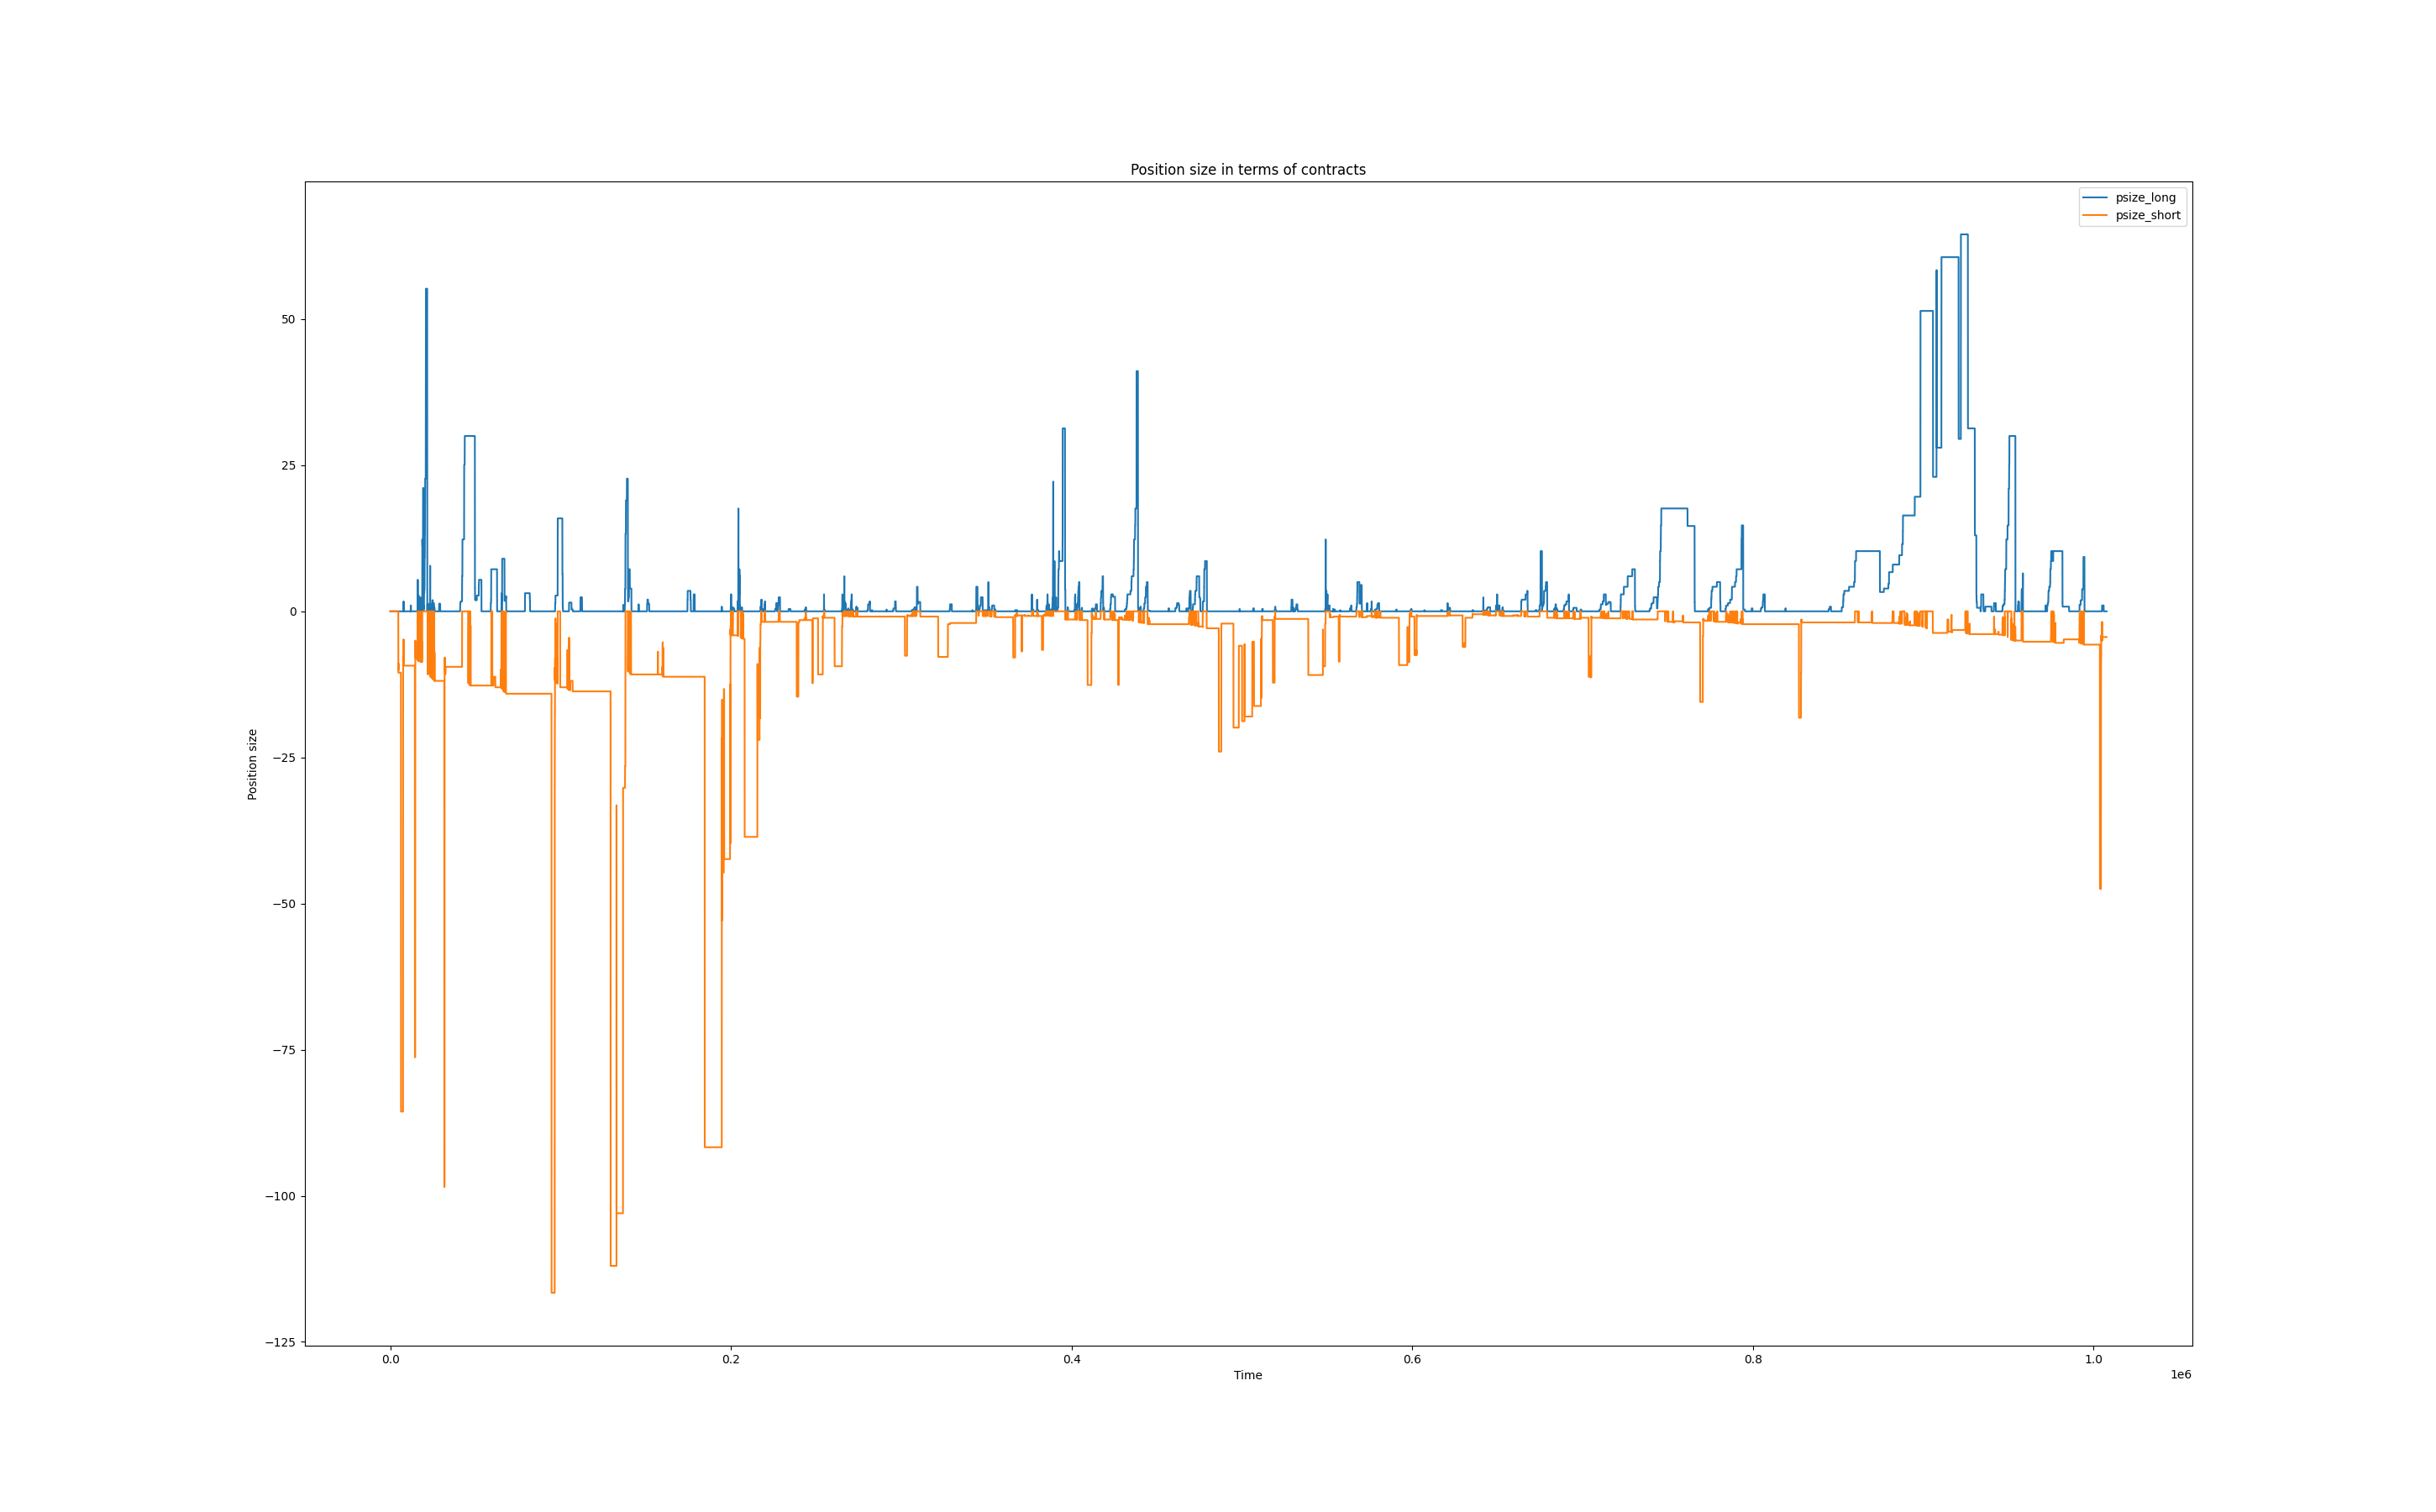 Position size in terms of contracts
psize_long
psize_short
50
25
0
−25
−50
−75
−100
−125
Position size
0.0
0.2
0.4
0.6
0.8
1.0
1e6
Time